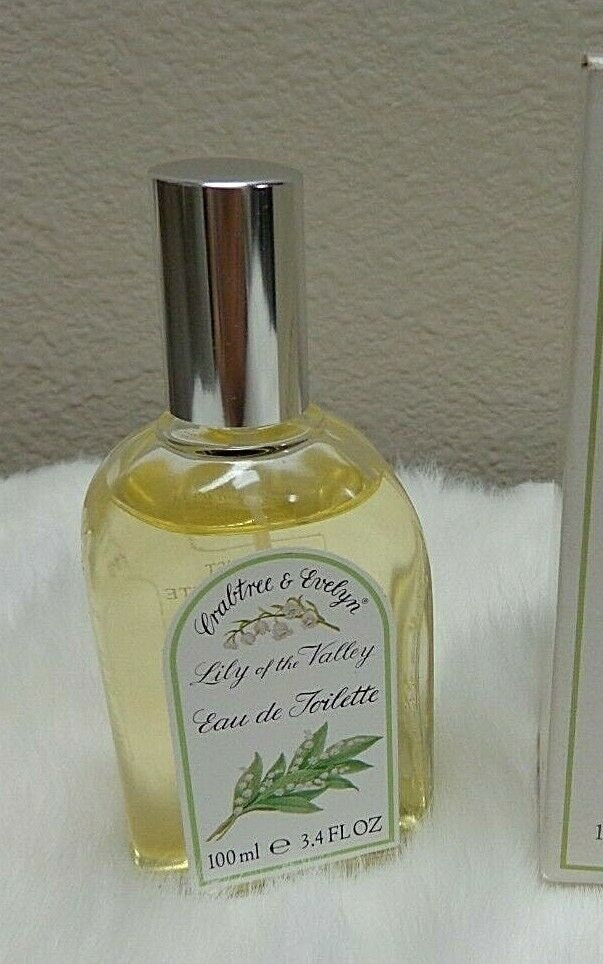 Crabtree & Evelyn®
Lily of the Valley
Eau de Toilette
100 ml e 3.4 FL OZ